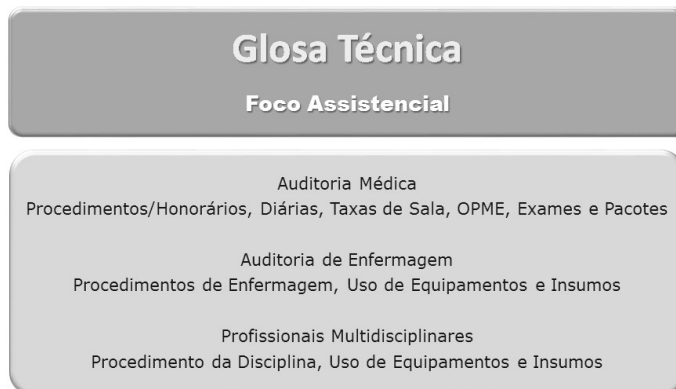 Glosa Técnica
Foco Assistencial
Auditoria Médica
Procedimentos/Honorários, Diárias, Taxas de Sala, OPME, Exames e Pacotes
Auditoria de Enfermagem
Procedimentos de Enfermagem, Uso de Equipamentos e Insumos
Profissionais Multidisciplinares
Procedimento da Disciplina, Uso de Equipamentos e Insumos